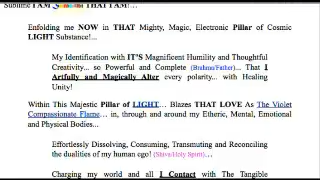 Sublime I AM THAT I AM!…
Enfolding me NOW in THAT Mighty, Magic, Electronic Pillar of Cosmic
LIGHT Substance!...
My Identification with IT'S Magnificent Humility and Thoughtful
Creativity... so Powerful and Complete (Brahma/Father)... That I
Artfully and Magically Alter every polarity... with Healing
Unity!
Within This Majestic Pillar of LIGHT… Blazes THAT LOVE As The Violet
Compassionate Flame… in, through and around my Etheric, Mental, Emotional
and Physical Bodies...
Effortlessly Dissolving, Consuming, Transmuting and Reconciling
the dualities of my human ego! (Shiva/Holy Spirit)…
Charging my world and all I Contact with The Tangible